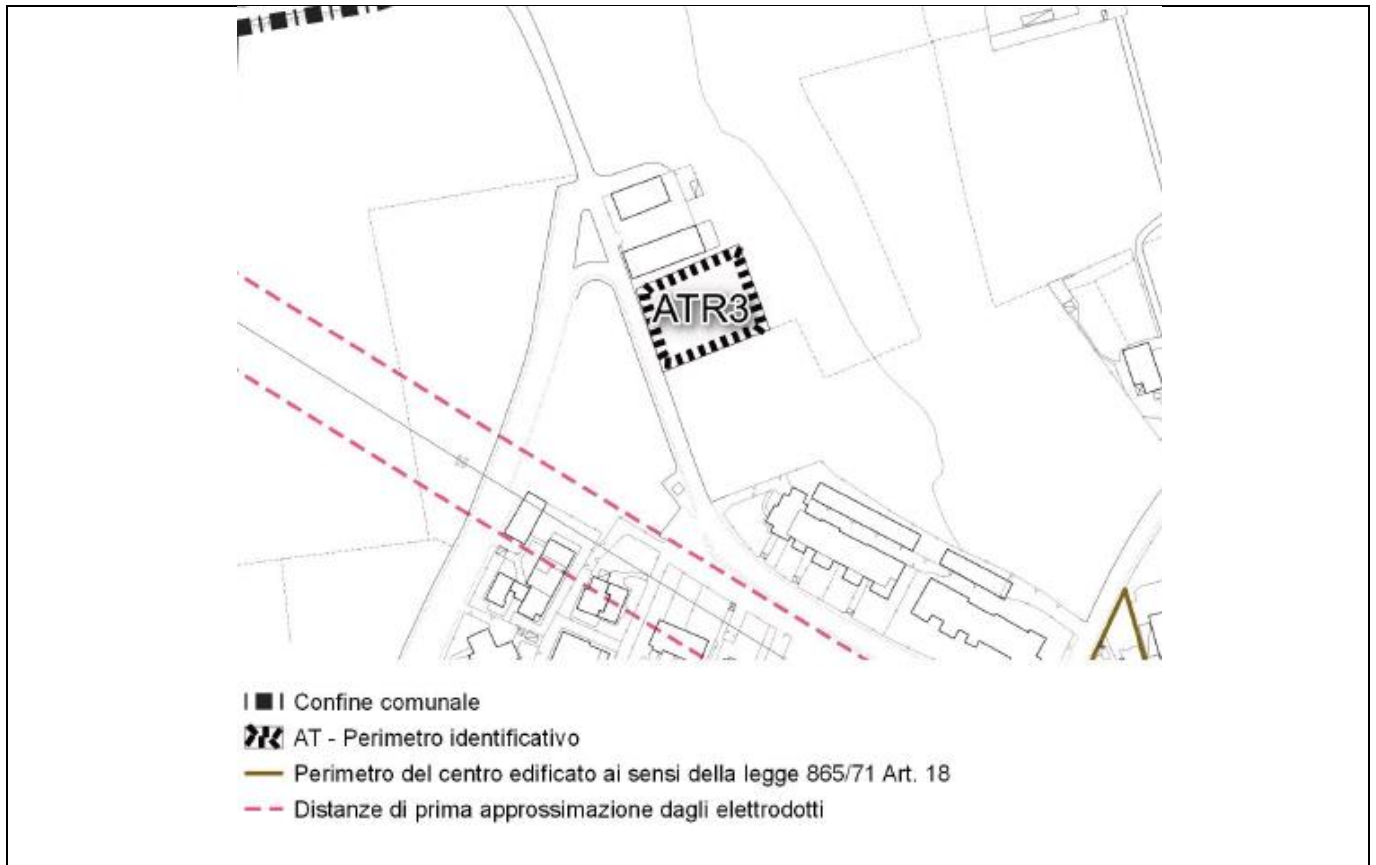 ATR3
Confine comunale
AT - Perimetro identificativo
Perimetro del centro edificato ai sensi della legge 865/71 Art. 18
Distanze di prima approssimazione dagli elettrodotti